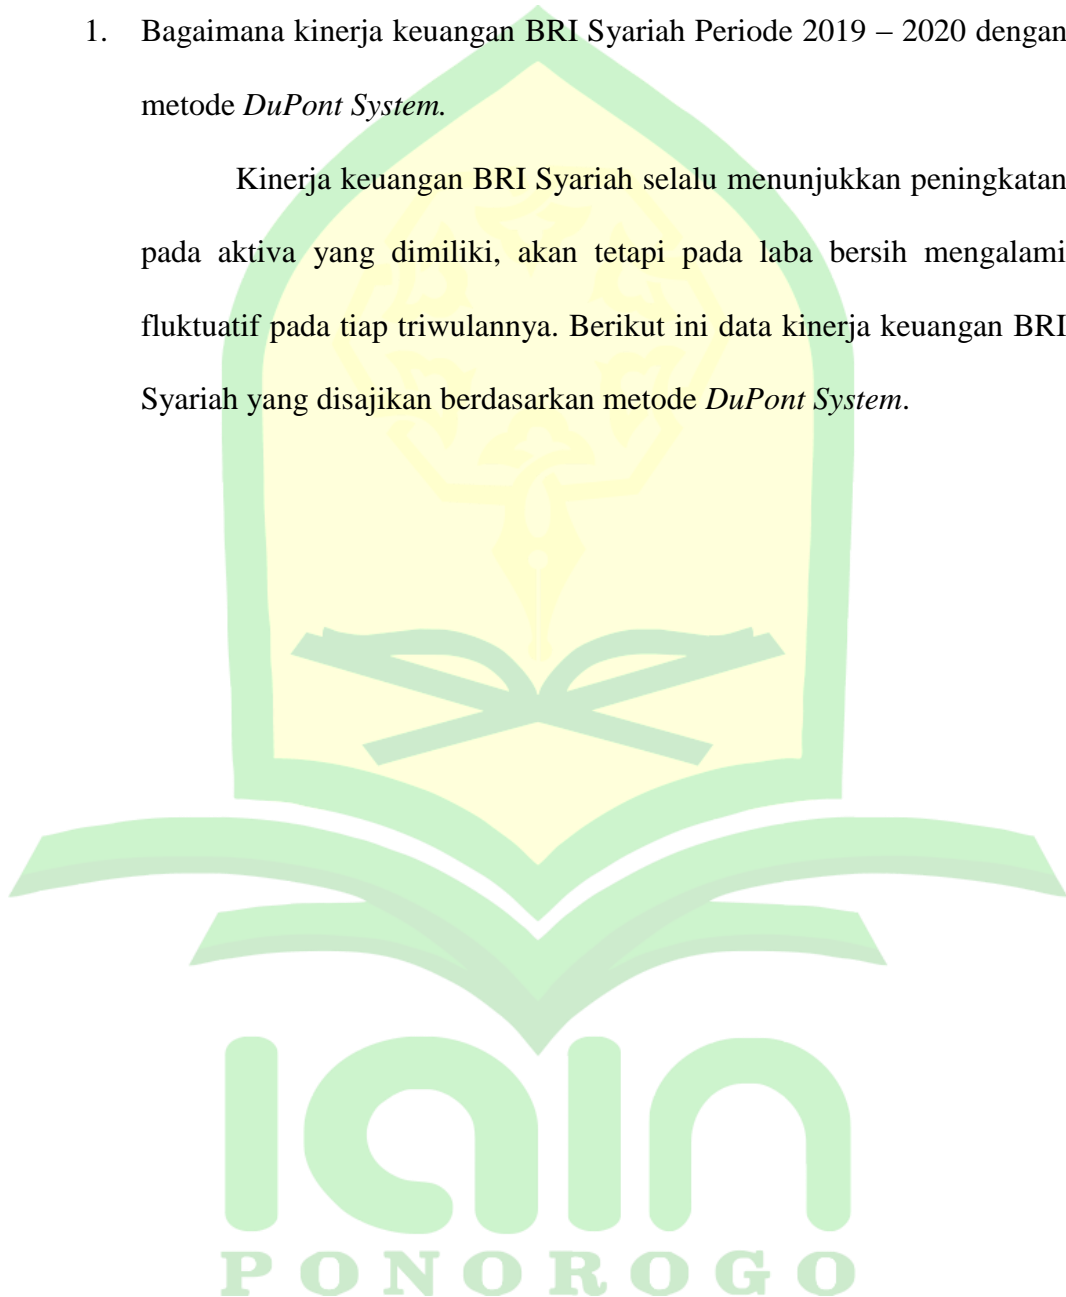 1. Bagaimana kinerja keuangan BRI Syariah Periode 2019 – 2020 dengan
metode DuPont System.
Kinerja keuangan BRI Syariah selalu menunjukkan peningkatan
pada aktiva yang dimiliki, akan tetapi pada laba bersih mengalami
fluktuatif pada tiap triwulannya. Berikut ini data kinerja keuangan BRI
Syariah yang disajikan berdasarkan metode DuPont System.
IAIN
PONOROGO